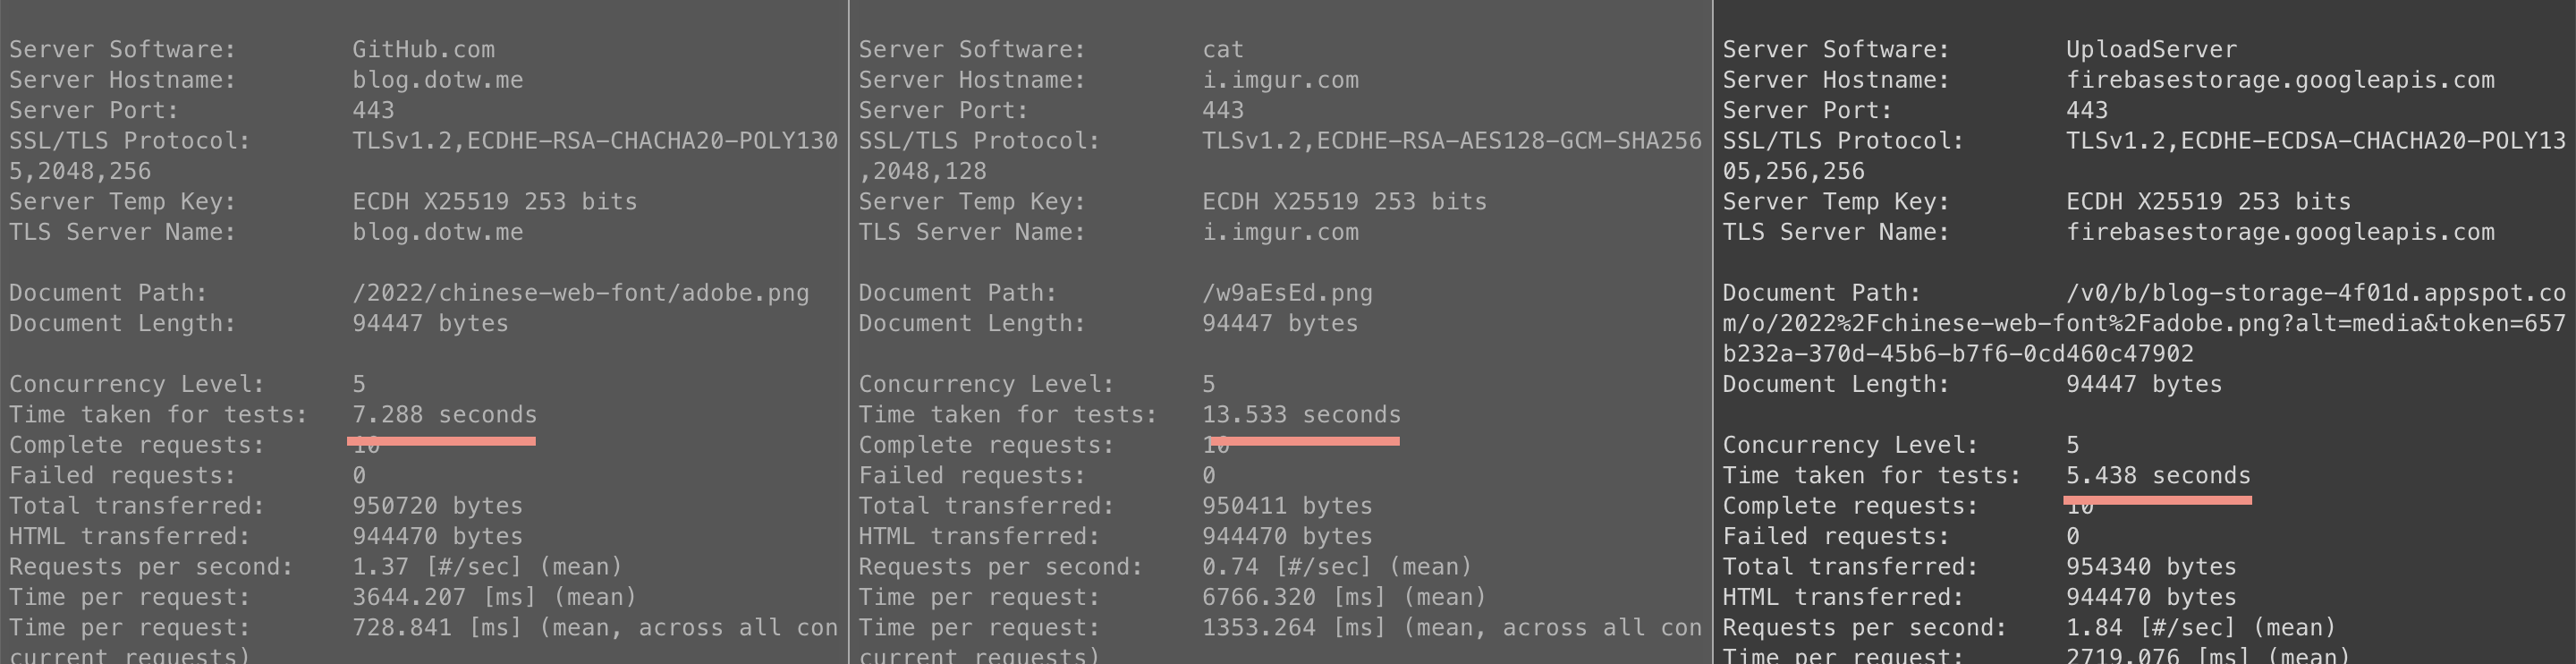 Server Software:        GitHub.com
Server Hostname:        blog.dotw.me
Server Port:            443
SSL/TLS Protocol:       TLSv1.2,ECDHE-RSA-CHACHA20-POLY130
5,2048,256
Server Temp Key:        ECDH X25519 253 bits
TLS Server Name:        blog.dotw.me
Document Path:          /2022/chinese-web-font/adobe.png
Document Length:        94447 bytes
Concurrency Level:      5
Time taken for tests:   7.288 seconds
Complete requests:      10
Failed requests:        0
Total transferred:      950720 bytes
HTML transferred:       944470 bytes
Requests per second:    1.37 [#/sec] (mean)
Time per request:       3644.207 [ms] (mean)
Time per request:       728.841 [ms] (mean, across all con
current requests)
Server Software:        cat
Server Hostname:        i.imgur.com
Server Port:            443
SSL/TLS Protocol:       TLSv1.2,ECDHE-RSA-AES128-GCM-SHA256
,2048,128
Server Temp Key:        ECDH X25519 253 bits
TLS Server Name:        i.imgur.com
Document Path:          /w9aEsEd.png
Document Length:        94447 bytes
Concurrency Level:      5
Time taken for tests:   13.533 seconds
Complete requests:      10
Failed requests:        0
Total transferred:      950411 bytes
HTML transferred:       944470 bytes
Requests per second:    0.74 [#/sec] (mean)
Time per request:       6766.320 [ms] (mean)
Time per request:       1353.264 [ms] (mean, across all con
current requests)
Server Software:        UploadServer
Server Hostname:        firebasestorage.googleapis.com
Server Port:            443
SSL/TLS Protocol:       TLSv1.2,ECDHE-ECDSA-CHACHA20-POLY13
05,256,256
Server Temp Key:        ECDH X25519 253 bits
TLS Server Name:        firebasestorage.googleapis.com
Document Path:          /v0/b/blog-storage-4f01d.appspot.co
m/o/2022%2Fchinese-web-font%2Fadobe.png?alt=media&token=657
b232a-370d-45b6-b7f6-0cd460c47902
Document Length:        94447 bytes
Concurrency Level:      5
Time taken for tests:   5.438 seconds
Complete requests:      10
Failed requests:        0
Total transferred:      954340 bytes
HTML transferred:       944470 bytes
Requests per second:    1.84 [#/sec] (mean)
Time per request:       2719.076 [ms] (mean)